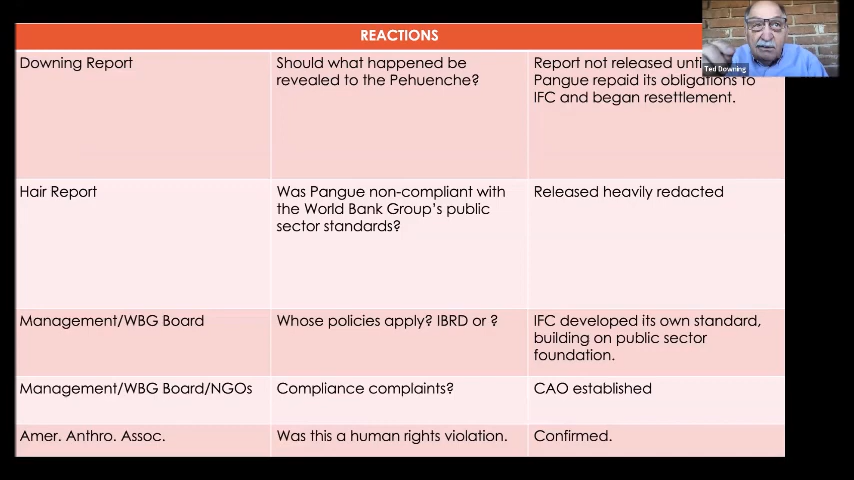 REACTIONS
Ted Downing
Downing Report
Should what happened be
revealed to the Pehuenche?
Report not released
Pangue repaid its obligations to
IFC and began resettlement.
Hair Report
Was Pangue non-compliant with
the World Bank Group's public
sector standards?
Released heavily redacted
Management/WBG Board
Whose policies apply? IBRD or ?
IFC developed its own standard,
building on public sector
foundation.
Management/WBG Board/NGOs
Compliance complaints?
CAO established
Amer. Anthro. Assoc.
Was this a human rights violation.
Confirmed.